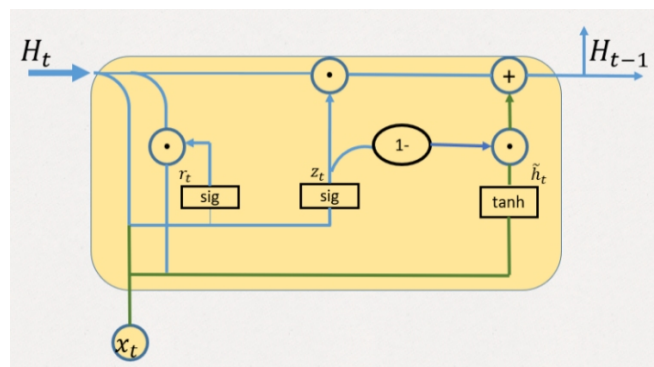 H_t
H_{t-1}
·
+
·
1-
·
r_t
z_t
h̃_t
sig
sig
tanh
x_t